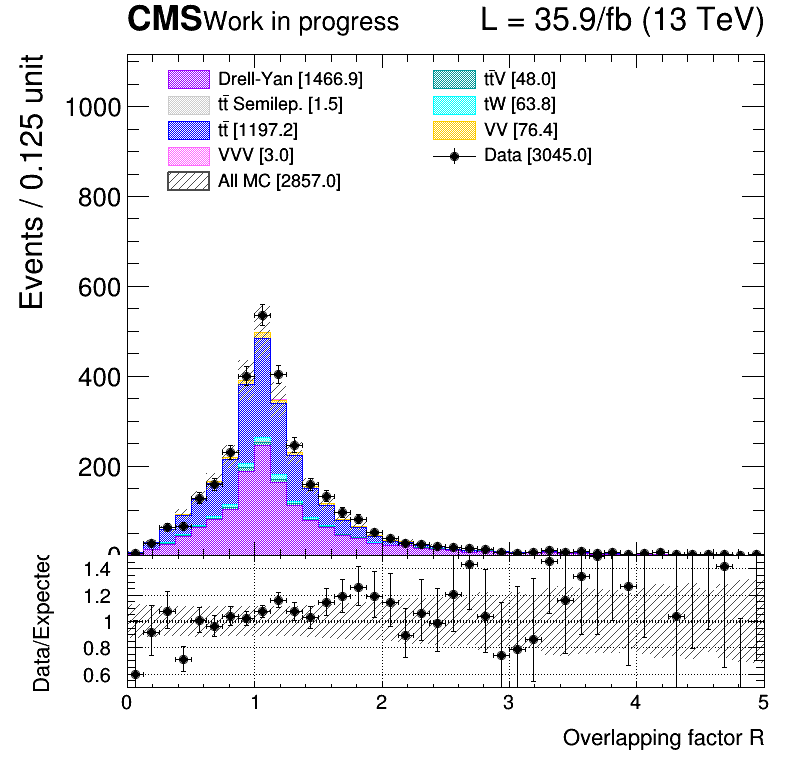 CMS Work in progress L = 35.9/fb (13 TeV)
Events / 0.125 unit
Drell-Yan [1466.9]
tt̄ Semilep. [1.5]
tt̄ [1197.2]
VVV [3.0]
All MC [2857.0]
tt̄V [48.0]
tW [63.8]
VV [76.4]
Data [3045.0]
1000
800
600
400
200
0
Data/Expected
1.4
1.2
1
0.8
0.6
0 1 2 3 4 5
Overlapping factor R